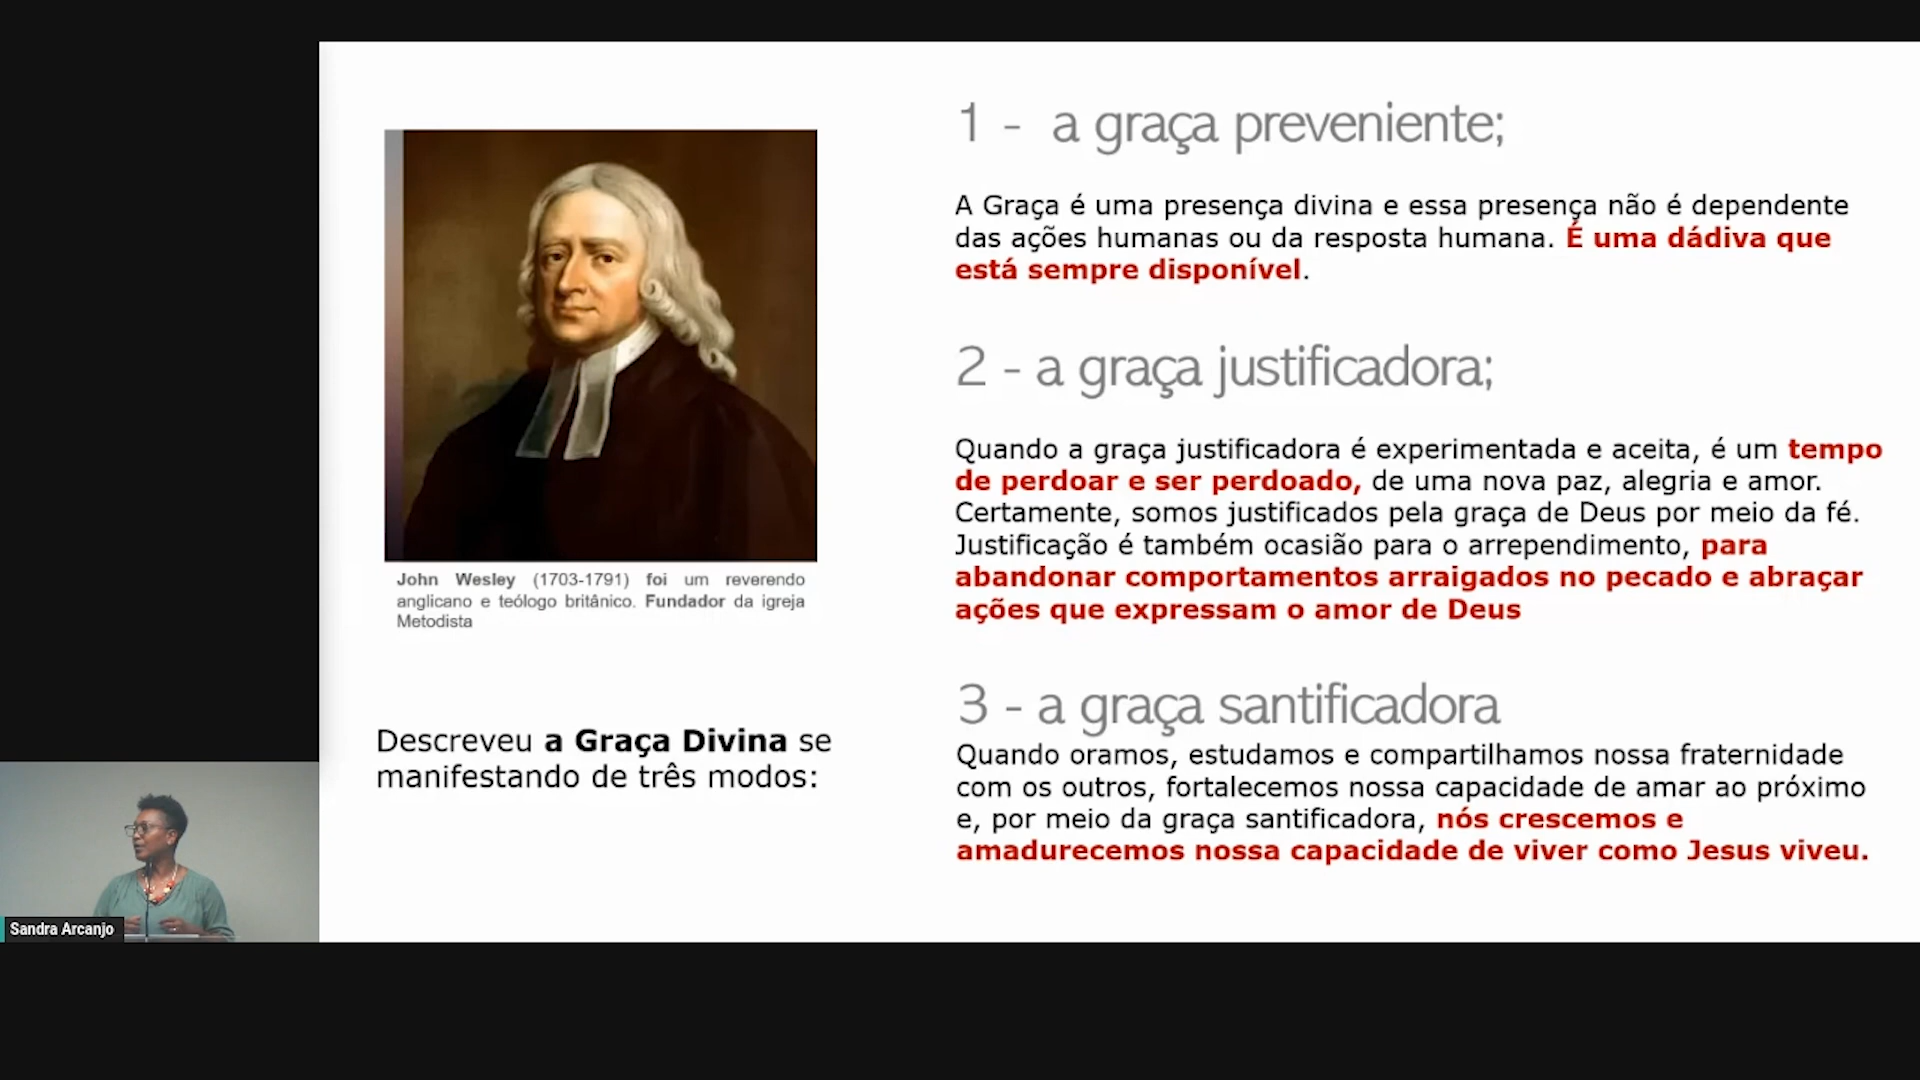 John Wesley (1703-1791) foi um reverendo
anglicano e teólogo britânico. Fundador da igreja
Metodista
Descreveu a Graça Divina se
manifestando de três modos:
1 - a graça preveniente;
A Graça é uma presença divina e essa presença não é dependente
das ações humanas ou da resposta humana. É uma dádiva que
está sempre disponível.
2 - a graça justificadora;
Quando a graça justificadora é experimentada e aceita, é um tempo
de perdoar e ser perdoado, de uma nova paz, alegria e amor.
Certamente, somos justificados pela graça de Deus por meio da fé.
Justificação é também ocasião para o arrependimento, para
abandonar comportamentos arraigados no pecado e abraçar
ações que expressam o amor de Deus
3 - a graça santificadora
Quando oramos, estudamos e compartilhamos nossa fraternidade
com os outros, fortalecemos nossa capacidade de amar ao próximo
e, por meio da graça santificadora, nós crescemos e
amadurecemos nossa capacidade de viver como Jesus viveu.
Sandra Arcanjo